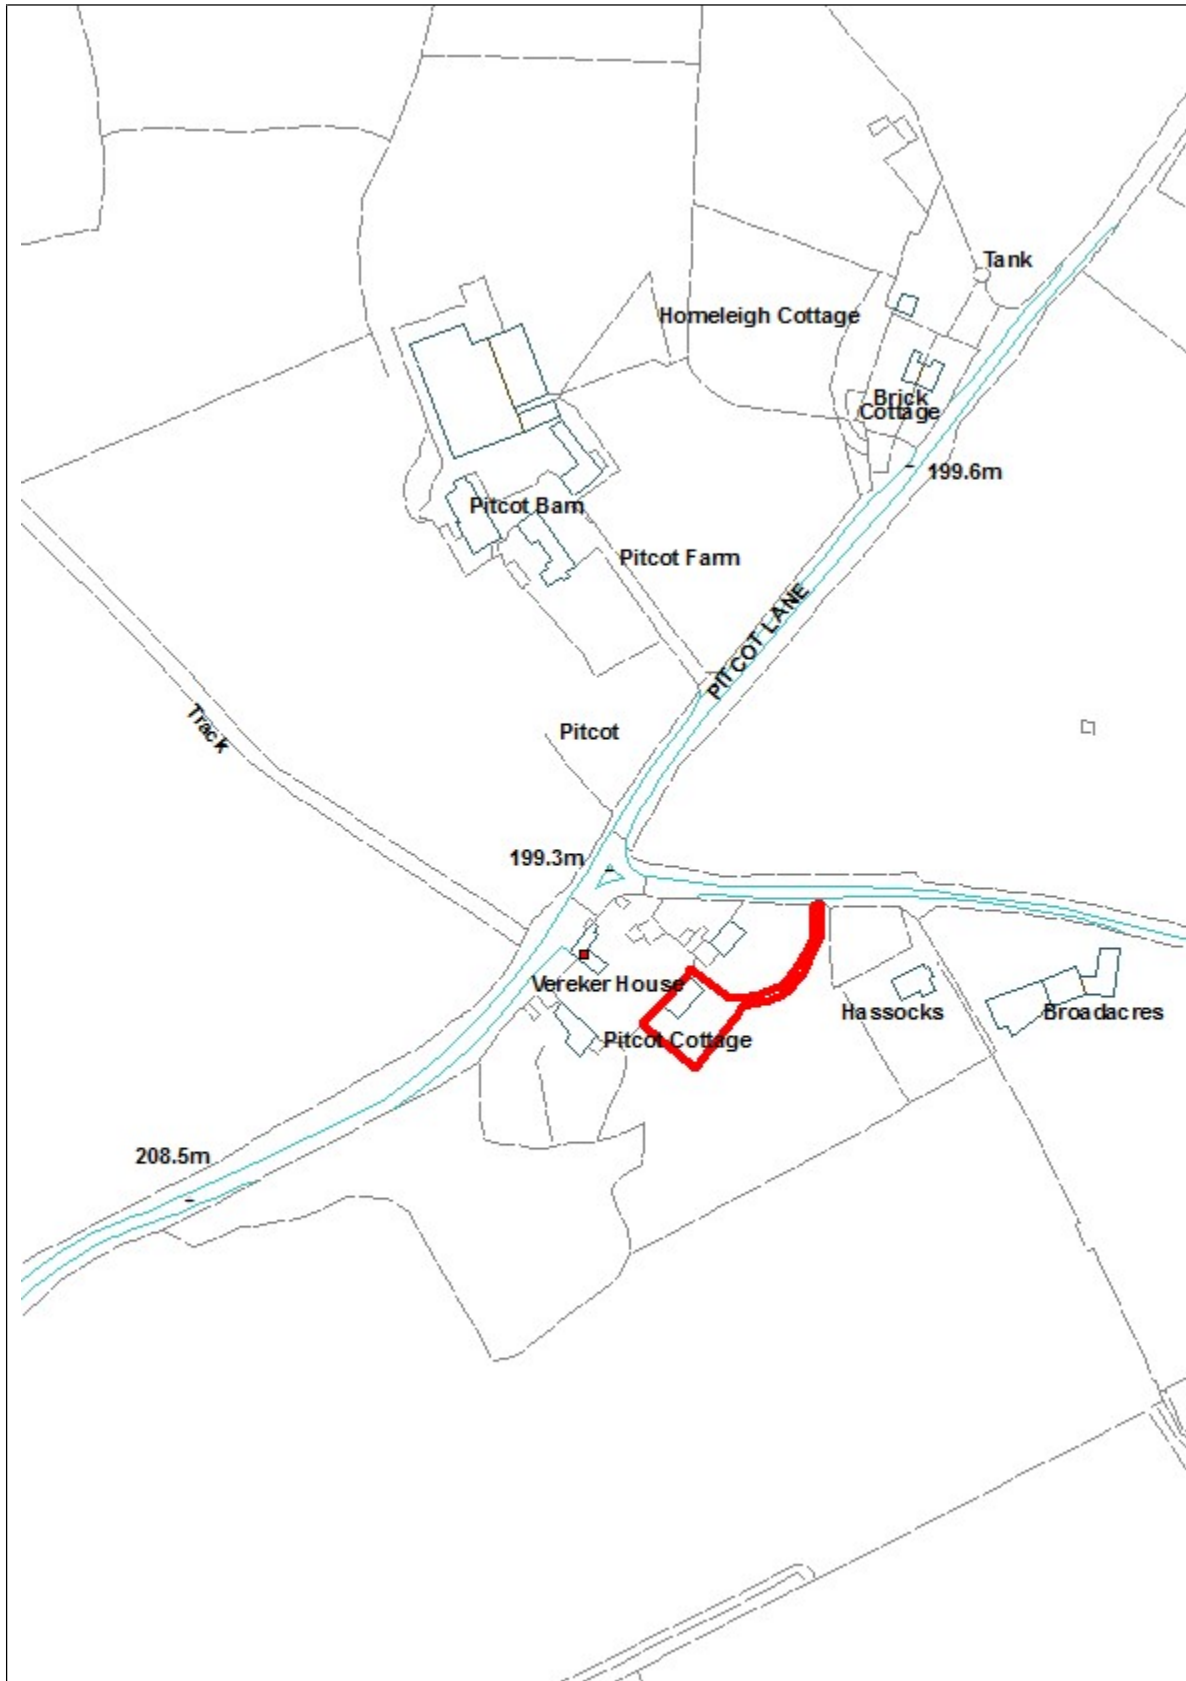 Tank
Homeleigh Cottage
Brick
Cottage
199.6m
Pitcot Barn
Pitcot Farm
PITCOT LANE
Track
Pitcot
199.3m
Vereker House
Hassocks
Broadacres
Pitcot Cottage
208.5m